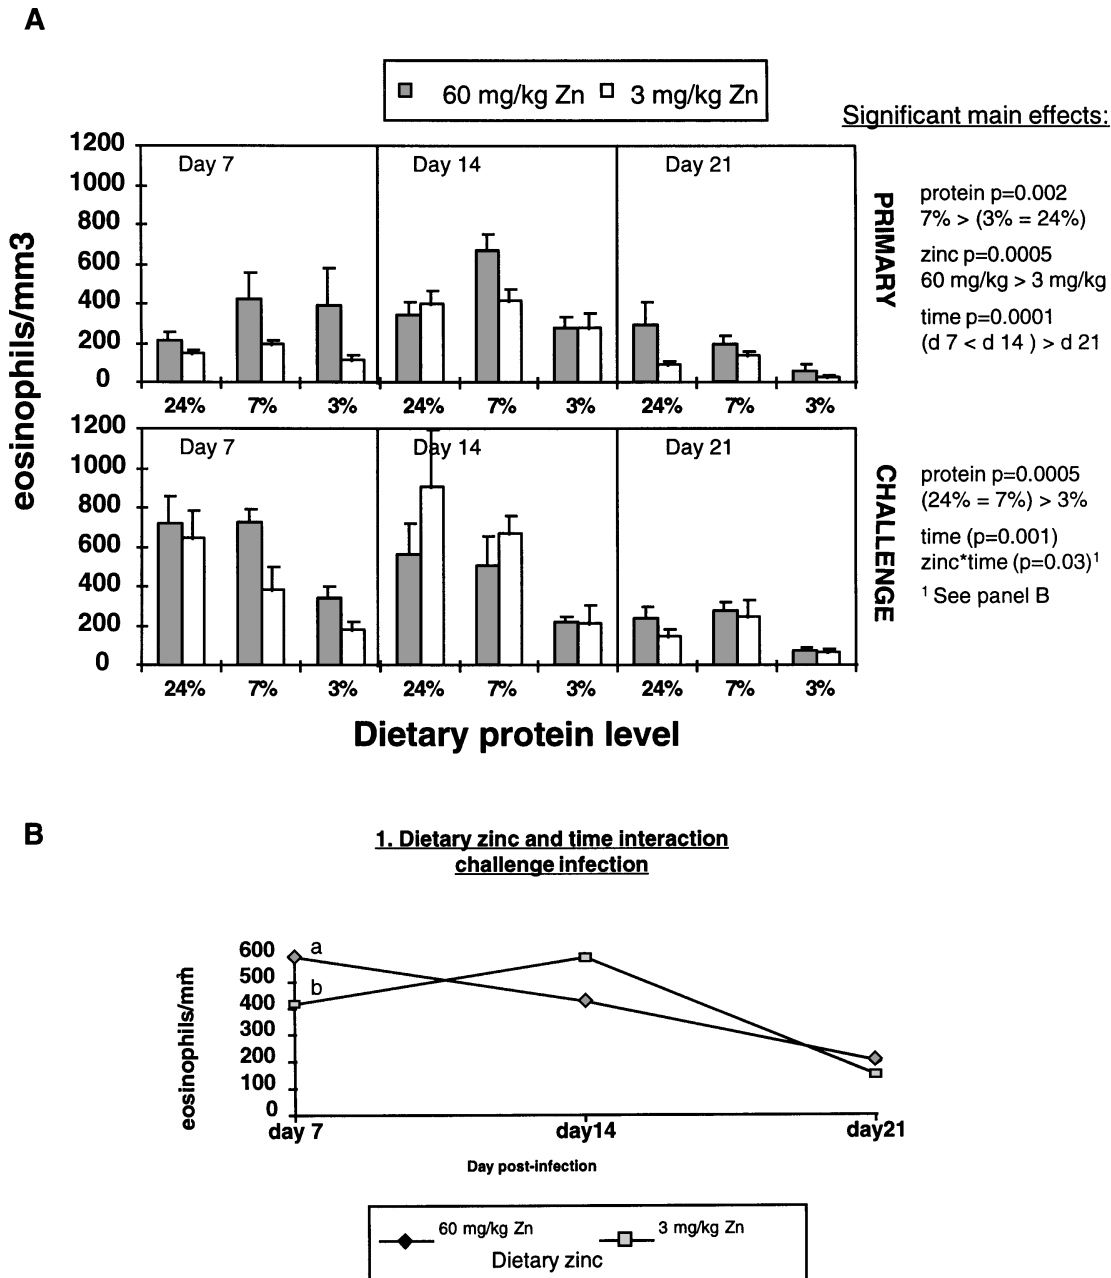 A
60 mg/kg Zn 3 mg/kg Zn
Significant main effects:
eosinophils/mm3
1200
1000
800
600
400
200
0
Day 7 Day 14 Day 21
24% 7% 3% 24% 7% 3% 24% 7% 3%
PRIMARY
protein p=0.002
7% > (3% = 24%)
zinc p=0.0005
60 mg/kg > 3 mg/kg
time p=0.0001
(d 7 < d 14 ) > d 21
1200
1000
800
600
400
200
0
Day 7 Day 14 Day 21
24% 7% 3% 24% 7% 3% 24% 7% 3%
CHALLENGE
protein p=0.0005
(24% = 7%) > 3%
time (p=0.001)
zinc*time (p=0.03)¹
¹ See panel B
Dietary protein level
B
1. Dietary zinc and time interaction
challenge infection
eosinophils/mm
600
500
400
300
200
100
0
a
b
day 7 day14 day21
Day post-infection
60 mg/kg Zn 3 mg/kg Zn
Dietary zinc